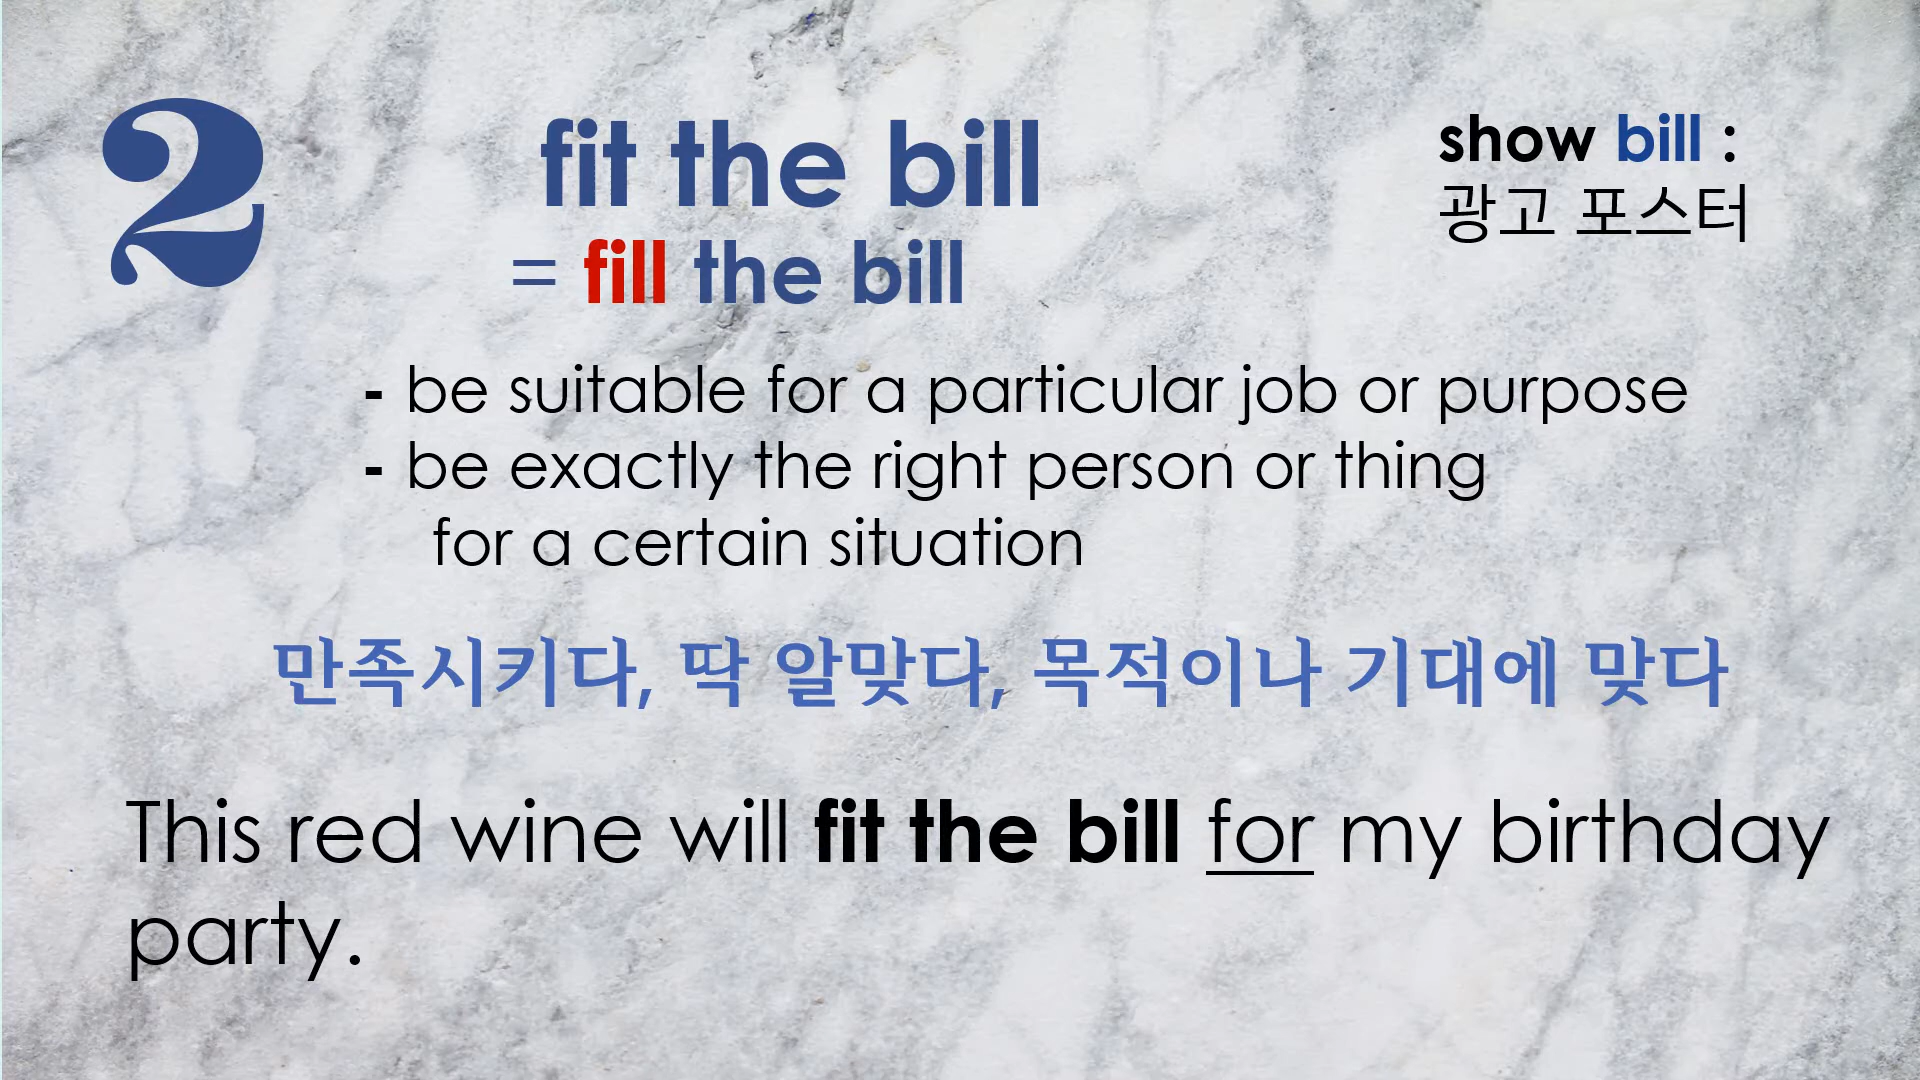 2
fit the bill
= fill the bill
show bill :
광고 포스터
- be suitable for a particular job or purpose
- be exactly the right person or thing
for a certain situation
만족시키다, 딱 알맞다, 목적이나 기대에 맞다
This red wine will fit the bill for my birthday
party.